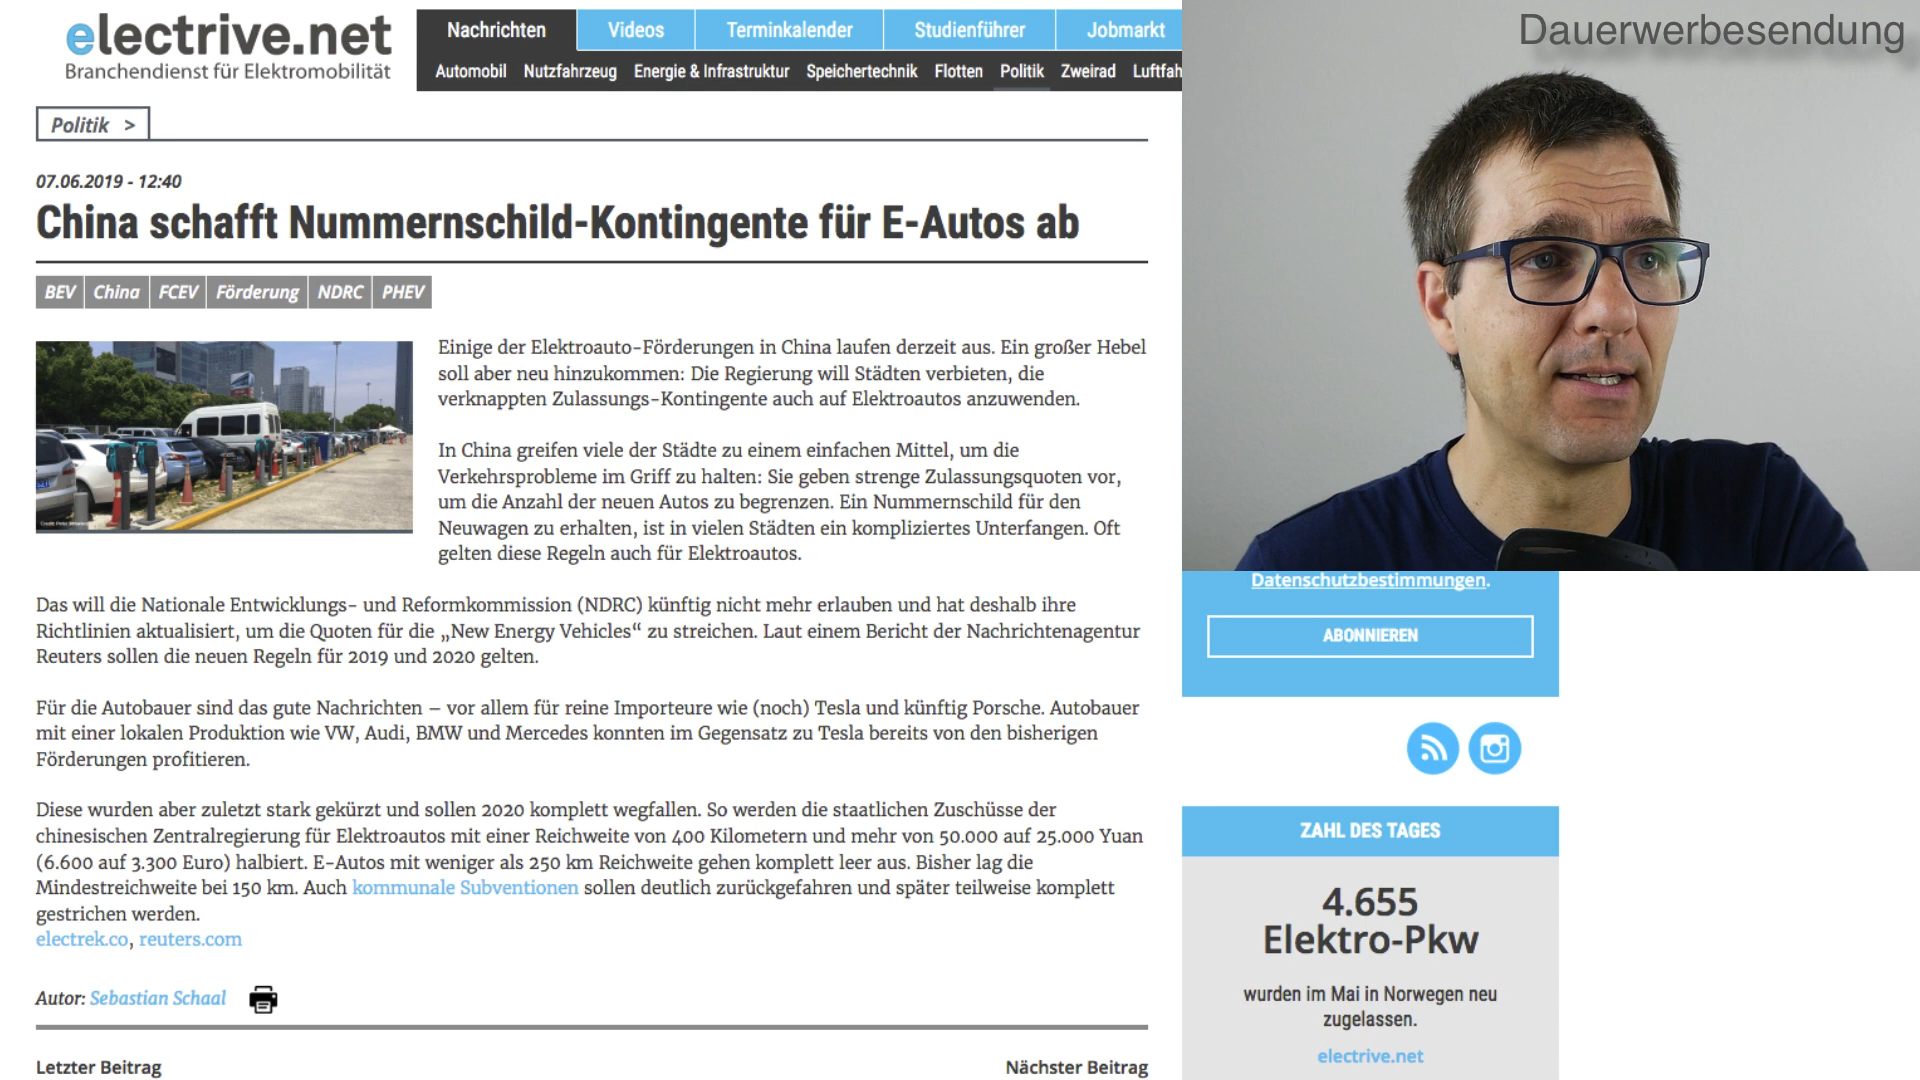 electrive.net
Branchendienst für Elektromobilität
Nachrichten Videos Terminkalender Studienführer Jobmarkt
Automobil Nutzfahrzeug Energie & Infrastruktur Speichertechnik Flotten Politik Zweirad Luftfah
Dauerwerbesendung
Politik >
07.06.2019 - 12:40
China schafft Nummernschild-Kontingente für E-Autos ab
BEV China FCEV Förderung NDRC PHEV
Einige der Elektroauto-Förderungen in China laufen derzeit aus. Ein großer Hebel
soll aber neu hinzukommen: Die Regierung will Städten verbieten, die
verknappten Zulassungs-Kontingente auch auf Elektroautos anzuwenden.
In China greifen viele der Städte zu einem einfachen Mittel, um die
Verkehrsprobleme im Griff zu halten: Sie geben strenge Zulassungsquoten vor,
um die Anzahl der neuen Autos zu begrenzen. Ein Nummernschild für den
Neuwagen zu erhalten, ist in vielen Städten ein kompliziertes Unterfangen. Oft
gelten diese Regeln auch für Elektroautos.
Das will die Nationale Entwicklungs- und Reformkommission (NDRC) künftig nicht mehr erlauben und hat deshalb ihre
Richtlinien aktualisiert, um die Quoten für die „New Energy Vehicles“ zu streichen. Laut einem Bericht der Nachrichtenagentur
Reuters sollen die neuen Regeln für 2019 und 2020 gelten.
Für die Autobauer sind das gute Nachrichten – vor allem für reine Importeure wie (noch) Tesla und künftig Porsche. Autobauer
mit einer lokalen Produktion wie VW, Audi, BMW und Mercedes konnten im Gegensatz zu Tesla bereits von den bisherigen
Förderungen profitieren.
Diese wurden aber zuletzt stark gekürzt und sollen 2020 komplett wegfallen. So werden die staatlichen Zuschüsse der
chinesischen Zentralregierung für Elektroautos mit einer Reichweite von 400 Kilometern und mehr von 50.000 auf 25.000 Yuan
(6.600 auf 3.300 Euro) halbiert. E-Autos mit weniger als 250 km Reichweite gehen komplett leer aus. Bisher lag die
Mindestreichweite bei 150 km. Auch kommunale Subventionen sollen deutlich zurückgefahren und später teilweise komplett
gestrichen werden.
electrek.co, reuters.com
Autor: Sebastian Schaal
Letzter Beitrag
Nächster Beitrag
Datenschutzbestimmungen.
ABONNIEREN
ZAHL DES TAGES
4.655
Elektro-Pkw
wurden im Mai in Norwegen neu
zugelassen.
electrive.net